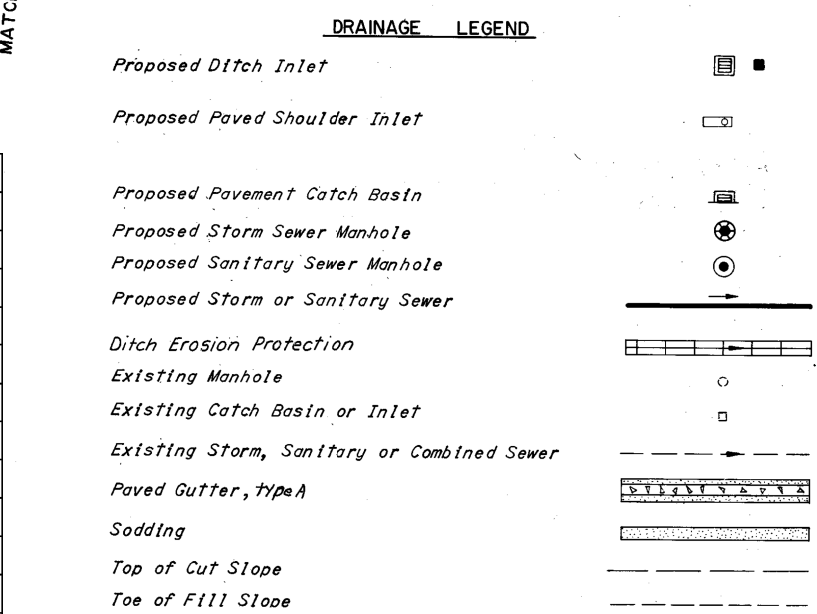 MATC
DRAINAGE LEGEND
Proposed Ditch Inlet
Proposed Paved Shoulder Inlet
Proposed Pavement Catch Basin
Proposed Storm Sewer Manhole
Proposed Sanitary Sewer Manhole
Proposed Storm or Sanitary Sewer
Ditch Erosion Protection
Existing Manhole
Existing Catch Basin or Inlet
Existing Storm, Sanitary or Combined Sewer
Paved Gutter, type A
Sodding
Top of Cut Slope
Toe of Fill Slope